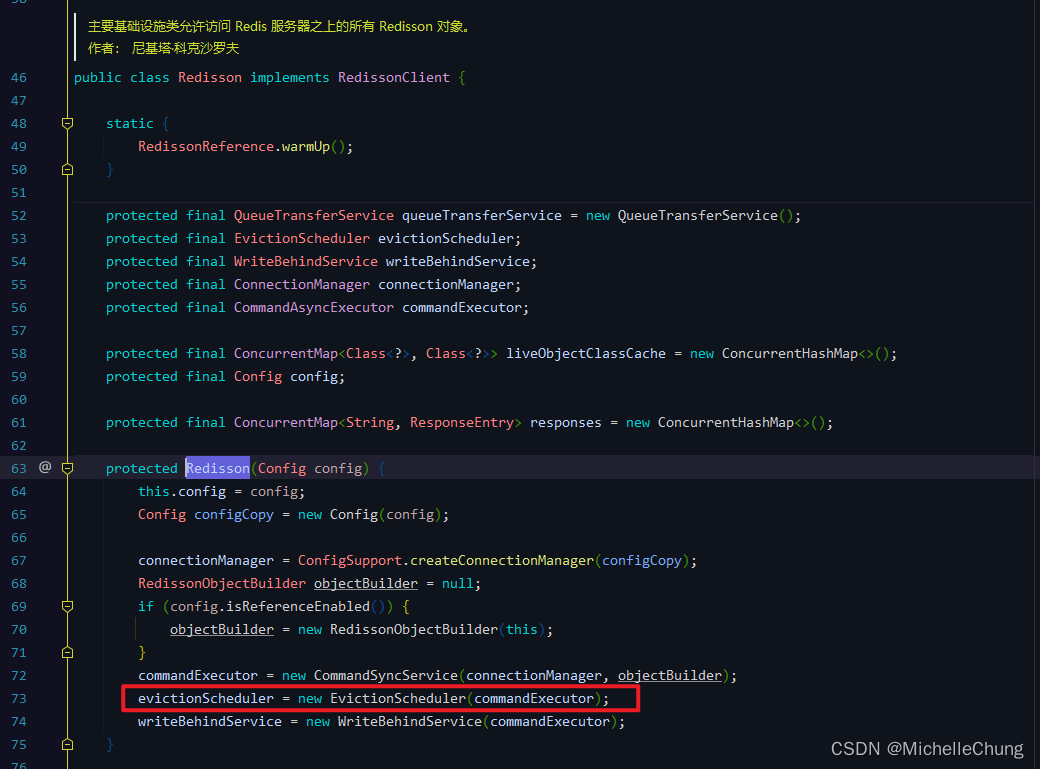 主要基础设施类允许访问 Redis 服务器之上的所有 Redisson 对象。
作者： 尼基塔·科克沙罗夫
46 public class Redisson implements RedissonClient {
47
48 static {
49 RedissonReference.warmUp();
50 }
51
52 protected final QueueTransferService queueTransferService = new QueueTransferService();
53 protected final EvictionScheduler evictionScheduler;
54 protected final WriteBehindService writeBehindService;
55 protected final ConnectionManager connectionManager;
56 protected final CommandAsyncExecutor commandExecutor;
57
58 protected final ConcurrentMap<Class<?>, Class<?>> liveObjectClassCache = new ConcurrentHashMap<>();
59 protected final Config config;
60
61 protected final ConcurrentMap<String, ResponseEntry> responses = new ConcurrentHashMap<>();
62
63 @ protected Redisson(Config config) {
64 this.config = config;
65 Config configCopy = new Config(config);
66
67 connectionManager = ConfigSupport.createConnectionManager(configCopy);
68 RedissonObjectBuilder objectBuilder = null;
69 if (config.isReferenceEnabled()) {
70 objectBuilder = new RedissonObjectBuilder(this);
71 }
72 commandExecutor = new CommandSyncService(connectionManager, objectBuilder);
73 evictionScheduler = new EvictionScheduler(commandExecutor);
74 writeBehindService = new WriteBehindService(commandExecutor);
75 }
76
CSDN @MichelleChung